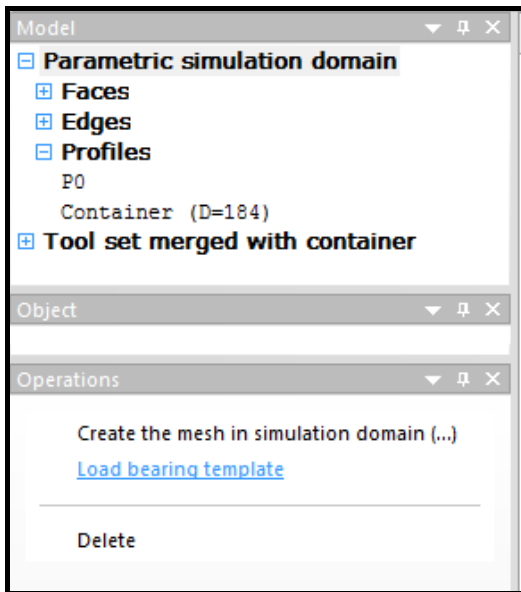 Model
Parametric simulation domain
Faces
Edges
Profiles
P0
Container (D=184)
Tool set merged with container
Object
Operations
Create the mesh in simulation domain (...)
Load bearing template
Delete